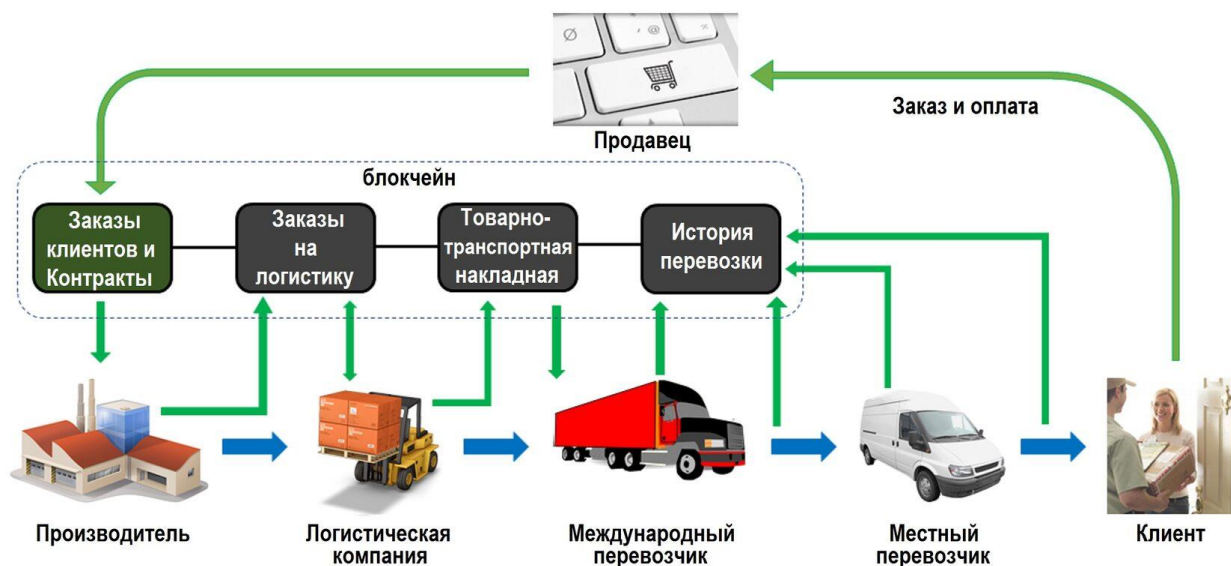 Продавец
Заказ и оплата
блокчейн
Заказы
клиентов и
Контракты
Заказы
на
логистику
Товарно-
транспортная
накладная
История
перевозки
Производитель
Логистическая
компания
Международный
перевозчик
Местный
перевозчик
Клиент